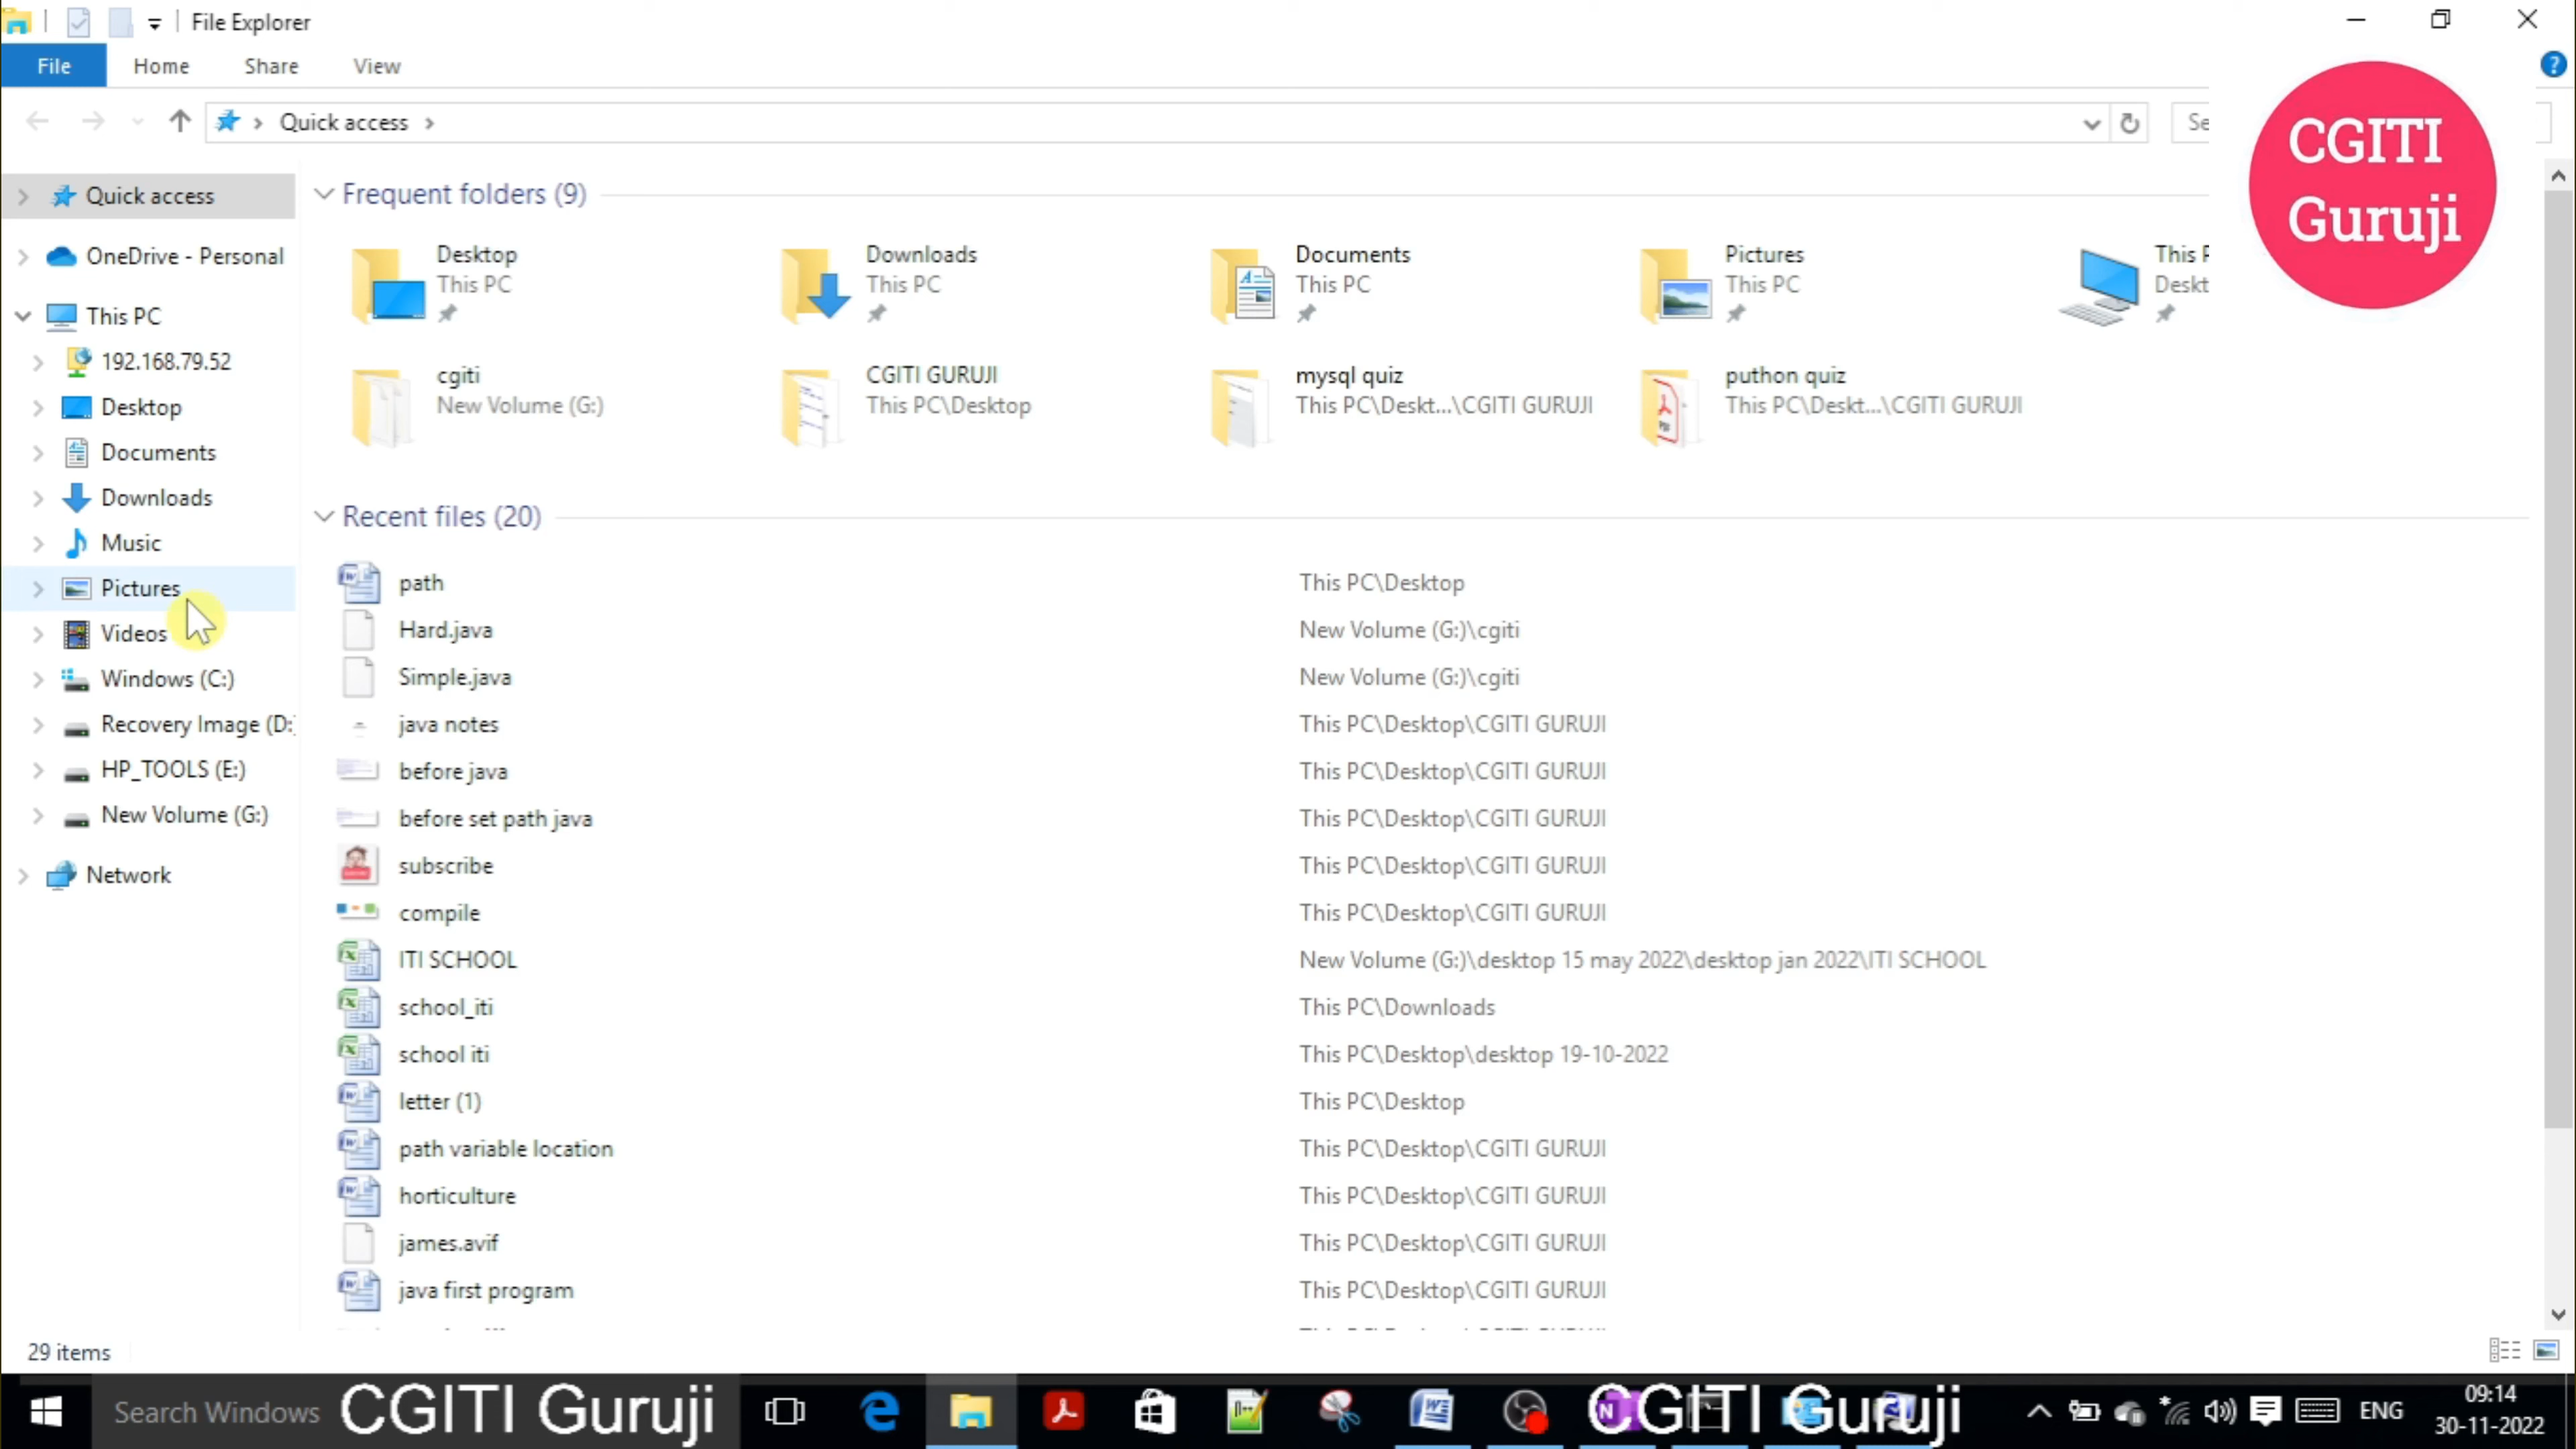 File Explorer
File Home Share View
Quick access
Se
CGITI
Guruji
Quick access
OneDrive - Personal
This PC
192.168.79.52
Desktop
Documents
Downloads
Music
Pictures
Videos
Windows (C:)
Recovery Image (D:
HP_TOOLS (E:)
New Volume (G:)
Network
Frequent folders (9)
Desktop
This PC
Downloads
This PC
Documents
This PC
Pictures
This PC
This P
Deskt
cgiti
New Volume (G:)
CGITI GURUJI
This PC\Desktop
mysql quiz
This PC\Deskt...\CGITI GURUJI
puthon quiz
This PC\Deskt...\CGITI GURUJI
Recent files (20)
path This PC\Desktop
Hard.java New Volume (G:)\cgiti
Simple.java New Volume (G:)\cgiti
java notes This PC\Desktop\CGITI GURUJI
before java This PC\Desktop\CGITI GURUJI
before set path java This PC\Desktop\CGITI GURUJI
subscribe This PC\Desktop\CGITI GURUJI
compile This PC\Desktop\CGITI GURUJI
ITI SCHOOL New Volume (G:)\desktop 15 may 2022\desktop jan 2022\ITI SCHOOL
school_iti This PC\Downloads
school iti This PC\Desktop\desktop 19-10-2022
letter (1) This PC\Desktop
path variable location This PC\Desktop\CGITI GURUJI
horticulture This PC\Desktop\CGITI GURUJI
james.avif This PC\Desktop\CGITI GURUJI
java first program This PC\Desktop\CGITI GURUJI
29 items
Search Windows CGITI Guruji CGITI Guruji ENG 09:14
30-11-2022